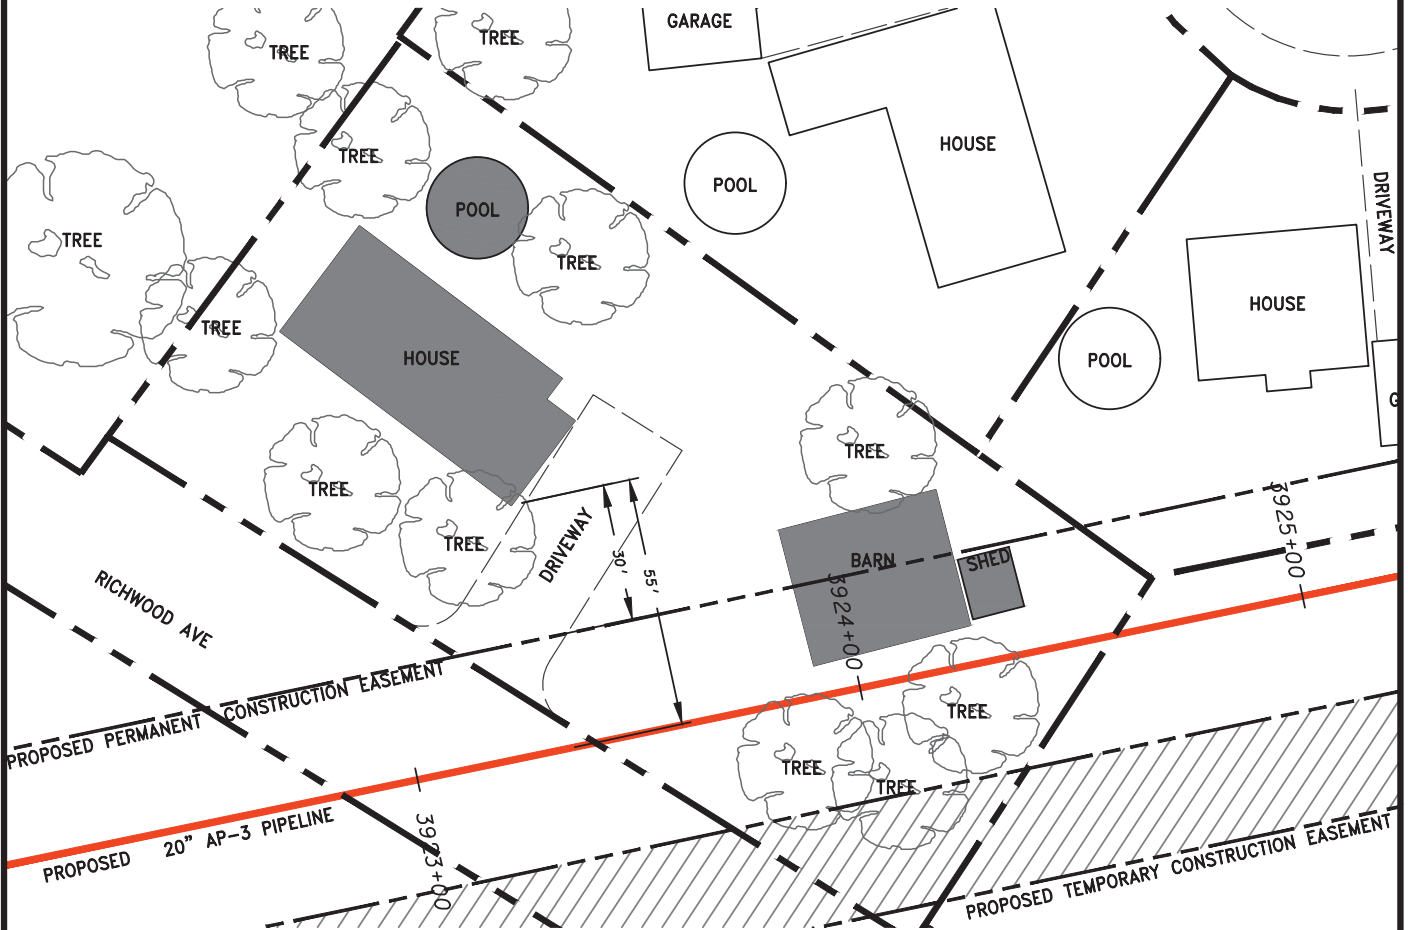 GARAGE
TREE
TREE
HOUSE
TREE
POOL
DRIVEWAY
POOL
TREE
TREE
HOUSE
TREE
HOUSE
POOL
G
TREE
TREE
3925+00
TREE
DRIVEWAY
30'
55'
BARN
SHED
3924+00
RICHWOOD AVE
PROPOSED PERMANENT CONSTRUCTION EASEMENT
TREE
TREE
TREE
PROPOSED 20" AP-3 PIPELINE
3923+00
PROPOSED TEMPORARY CONSTRUCTION EASEMENT